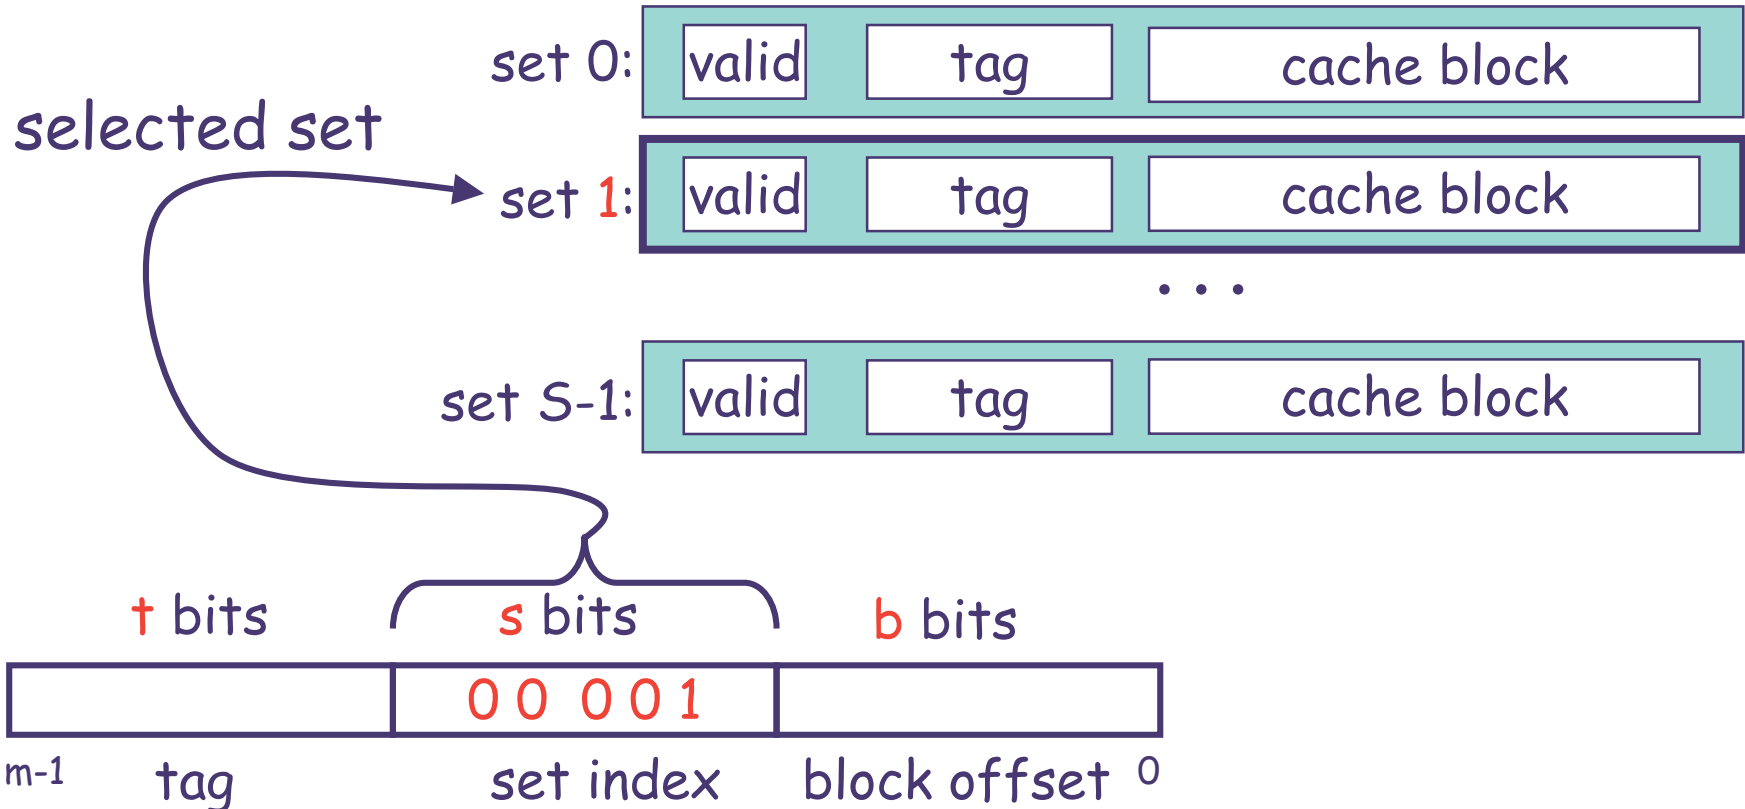 set 0: valid tag cache block
selected set
set 1: valid tag cache block
. . .
set S-1: valid tag cache block
t bits s bits b bits
0 0 0 0 1
m-1 tag set index block offset 0